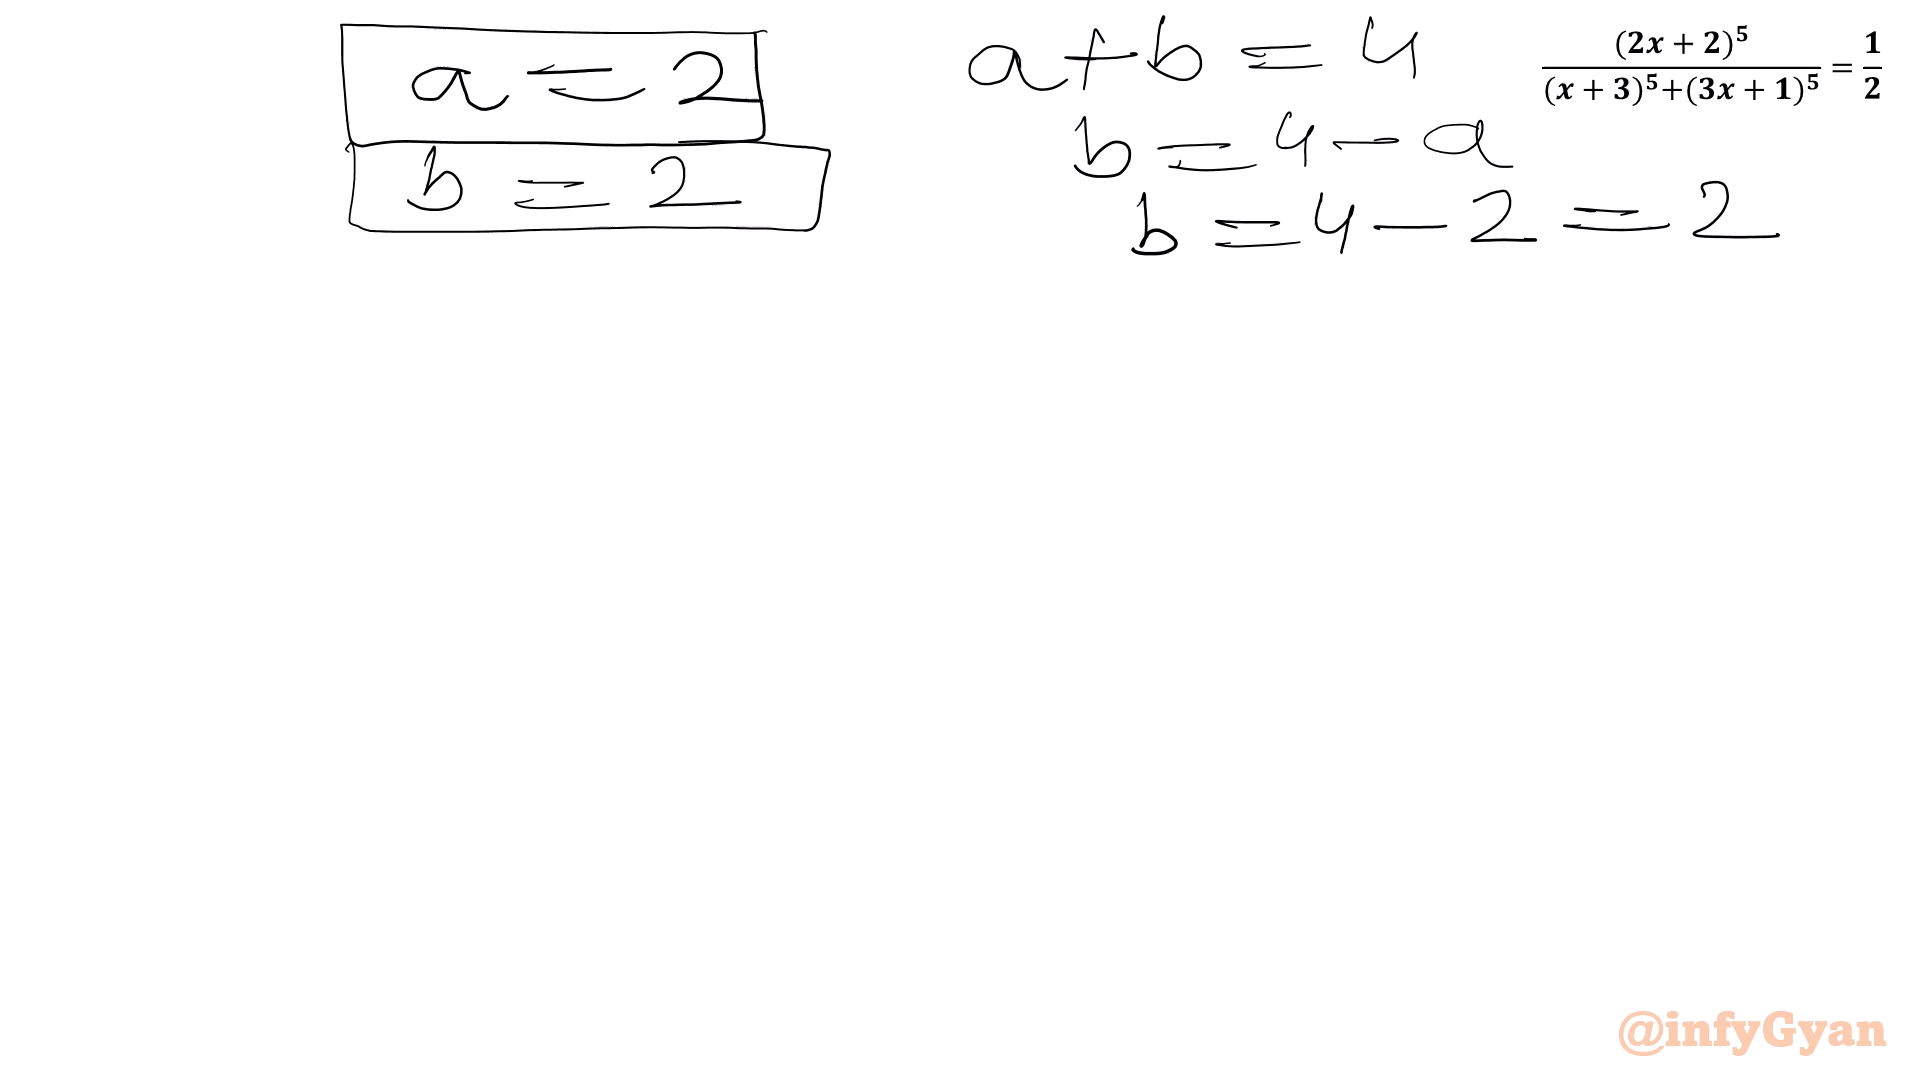 a = 2
b = 2
a + b = 4
b = 4 - a
b = 4 - 2 = 2
(2x + 2)⁵ / (x + 3)⁵+(3x + 1)⁵ = 1/2
@infyGyan